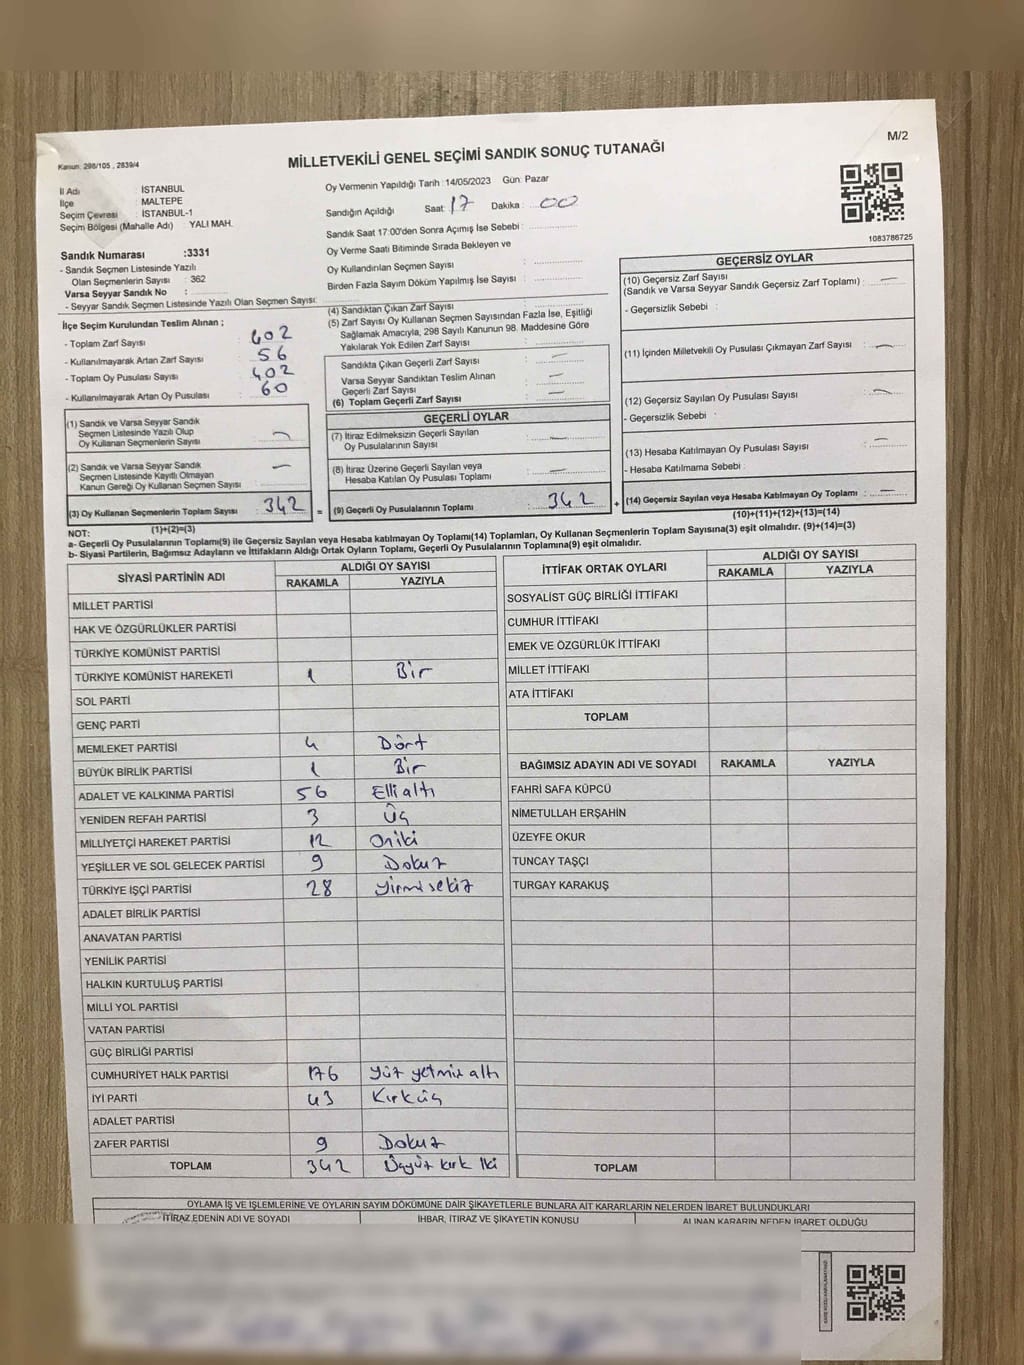 M/2
Kanun: 298/105 , 2839/4
MİLLETVEKİLİ GENEL SEÇİMİ SANDIK SONUÇ TUTANAĞI
İl Adı : İSTANBUL
İlçe : MALTEPE
Seçim Çevresi : İSTANBUL-1
Seçim Bölgesi (Mahalle Adı) YALI MAH.
Oy Vermenin Yapıldığı Tarih : 14/05/2023 Gün: Pazar
Sandığın Açıldığı Saat: 17 Dakika : 00
Sandık Saat 17:00'den Sonra Açımış İse Sebebi :
Oy Verme Saati Bitiminde Sırada Bekleyen ve
Oy Kullandırılan Seçmen Sayısı :
Birden Fazla Sayım Döküm Yapılmış İse Sayısı :
1083786725
Sandık Numarası :3331
- Sandık Seçmen Listesinde Yazılı
Olan Seçmenlerin Sayısı : 362
Varsa Seyyar Sandık No :
- Seyyar Sandık Seçmen Listesinde Yazılı Olan Seçmen Sayısı:
İlçe Seçim Kurulundan Teslim Alınan ;
- Toplam Zarf Sayısı : 402
- Kullanılmayarak Artan Zarf Sayısı : 56
- Toplam Oy Pusulası Sayısı : 402
- Kullanılmayarak Artan Oy Pusulası : 60
(4) Sandıktan Çıkan Zarf Sayısı :
(5) Zarf Sayısı Oy Kullanan Seçmen Sayısından Fazla İse, Eşitliği
Sağlamak Amacıyla, 298 Sayılı Kanunun 98. Maddesine Göre
Yakılarak Yok Edilen Zarf Sayısı :
Sandıkta Çıkan Geçerli Zarf Sayısı : —
Varsa Seyyar Sandıktan Teslim Alınan
Geçerli Zarf Sayısı : —
(6) Toplam Geçerli Zarf Sayısı : —
GEÇERSİZ OYLAR
(10) Geçersiz Zarf Sayısı
(Sandık ve Varsa Seyyar Sandık Geçersiz Zarf Toplamı) : —
- Geçersizlik Sebebi :
(11) İçinden Milletvekili Oy Pusulası Çıkmayan Zarf Sayısı : —
(12) Geçersiz Sayılan Oy Pusulası Sayısı : —
- Geçersizlik Sebebi :
(13) Hesaba Katılmayan Oy Pusulası Sayısı : —
- Hesaba Katılmama Sebebi :
(14) Geçersiz Sayılan veya Hesaba Katılmayan Oy Toplamı : —
(10)+(11)+(12)+(13)=(14)
(1) Sandık ve Varsa Seyyar Sandık
Seçmen Listesinde Yazılı Olup
Oy Kullanan Seçmenlerin Sayısı : —
(2) Sandık ve Varsa Seyyar Sandık
Seçmen Listesinde Kayıtlı Olmayan
Kanun Gereği Oy Kullanan Seçmen Sayısı : —
(3) Oy Kullanan Seçmenlerin Toplam Sayısı : 342 =
(1)+(2)=(3)
GEÇERLİ OYLAR
(7) İtiraz Edilmeksizin Geçerli Sayılan
Oy Pusulalarının Sayısı : —
(8) İtiraz Üzerine Geçerli Sayılan veya
Hesaba Katılan Oy Pusulası Toplamı : —
(9) Geçerli Oy Pusulalarının Toplamı : 342 +
NOT:
a- Geçerli Oy Pusulalarının Toplamı(9) ile Geçersiz Sayılan veya Hesaba katılmayan Oy Toplamı(14) Toplamları, Oy Kullanan Seçmenlerin Toplam Sayısına(3) eşit olmalıdır. (9)+(14)=(3)
b- Siyasi Partilerin, Bağımsız Adayların ve İttifakların Aldığı Ortak Oyların Toplamı, Geçerli Oy Pusulalarının Toplamına(9) eşit olmalıdır.
SİYASİ PARTİNİN ADI ALDIĞI OY SAYISI
RAKAMLA YAZIYLA
MİLLET PARTİSİ
HAK VE ÖZGÜRLÜKLER PARTİSİ
TÜRKİYE KOMÜNİST PARTİSİ
TÜRKİYE KOMÜNİST HAREKETİ 1 Bir
SOL PARTİ
GENÇ PARTİ
MEMLEKET PARTİSİ 4 Dört
BÜYÜK BİRLİK PARTİSİ 1 Bir
ADALET VE KALKINMA PARTİSİ 56 Elli altı
YENİDEN REFAH PARTİSİ 3 Üç
MİLLİYETÇİ HAREKET PARTİSİ 12 Oniki
YEŞİLLER VE SOL GELECEK PARTİSİ 9 Dokuz
TÜRKİYE İŞÇİ PARTİSİ 28 yirmi sekiz
ADALET BİRLİK PARTİSİ
ANAVATAN PARTİSİ
YENİLİK PARTİSİ
HALKIN KURTULUŞ PARTİSİ
MİLLİ YOL PARTİSİ
VATAN PARTİSİ
GÜÇ BİRLİĞİ PARTİSİ
CUMHURİYET HALK PARTİSİ 176 yüz yetmiş altı
İYİ PARTİ 43 Kırküç
ADALET PARTİSİ
ZAFER PARTİSİ 9 Dokuz
TOPLAM 342 Üçyüz kırk iki
İTTİFAK ORTAK OYLARI ALDIĞI OY SAYISI
RAKAMLA YAZIYLA
SOSYALİST GÜÇ BİRLİĞİ İTTİFAKI
CUMHUR İTTİFAKI
EMEK VE ÖZGÜRLÜK İTTİFAKI
MİLLET İTTİFAKI
ATA İTTİFAKI
TOPLAM
BAĞIMSIZ ADAYIN ADI VE SOYADI RAKAMLA YAZIYLA
FAHRİ SAFA KÜPCÜ
NİMETULLAH ERŞAHİN
ÜZEYFE OKUR
TUNCAY TAŞÇI
TURGAY KARAKUŞ
TOPLAM
OYLAMA İŞ VE İŞLEMLERİNE VE OYLARIN SAYIM DÖKÜMÜNE DAİR ŞİKAYETLERLE BUNLARA AİT KARARLARIN NELERDEN İBARET BULUNDUKLARI
İTİRAZ EDENİN ADI VE SOYADI İHBAR, İTİRAZ VE ŞİKAYETİN KONUSU ALINAN KARARIN NEDEN İBARET OLDUĞU